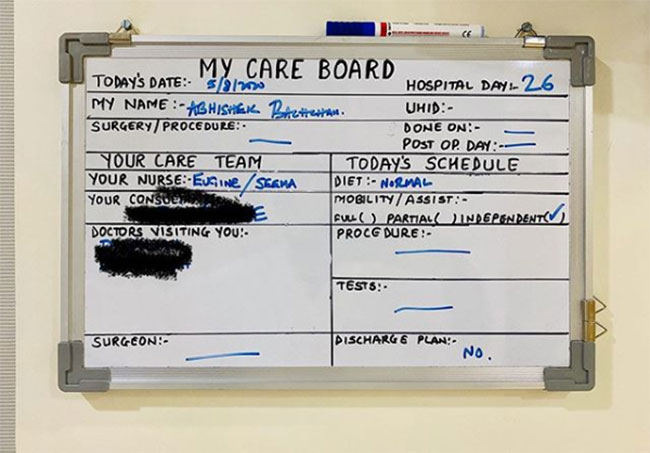 CE
MY CARE BOARD
TODAY'S DATE:- 5/8/2020
HOSPITAL DAY:- 26
MY NAME:- ABHISHEK BACHCHAN.
UHID:-
SURGERY/PROCEDURE:- —
DONE ON:- —
POST OP. DAY:- —
YOUR CARE TEAM
YOUR NURSE:- EUGINE/SEEMA
YOUR E
DOCTORS VISITING YOU:-
SURGEON:- —
TODAY'S SCHEDULE
DIET:- NORMAL
MOBILITY/ASSIST:-
FULL( ) PARTIAL( ) INDEPENDENT(✓)
PROCEDURE:- —
TESTS:- —
DISCHARGE PLAN:-
NO.